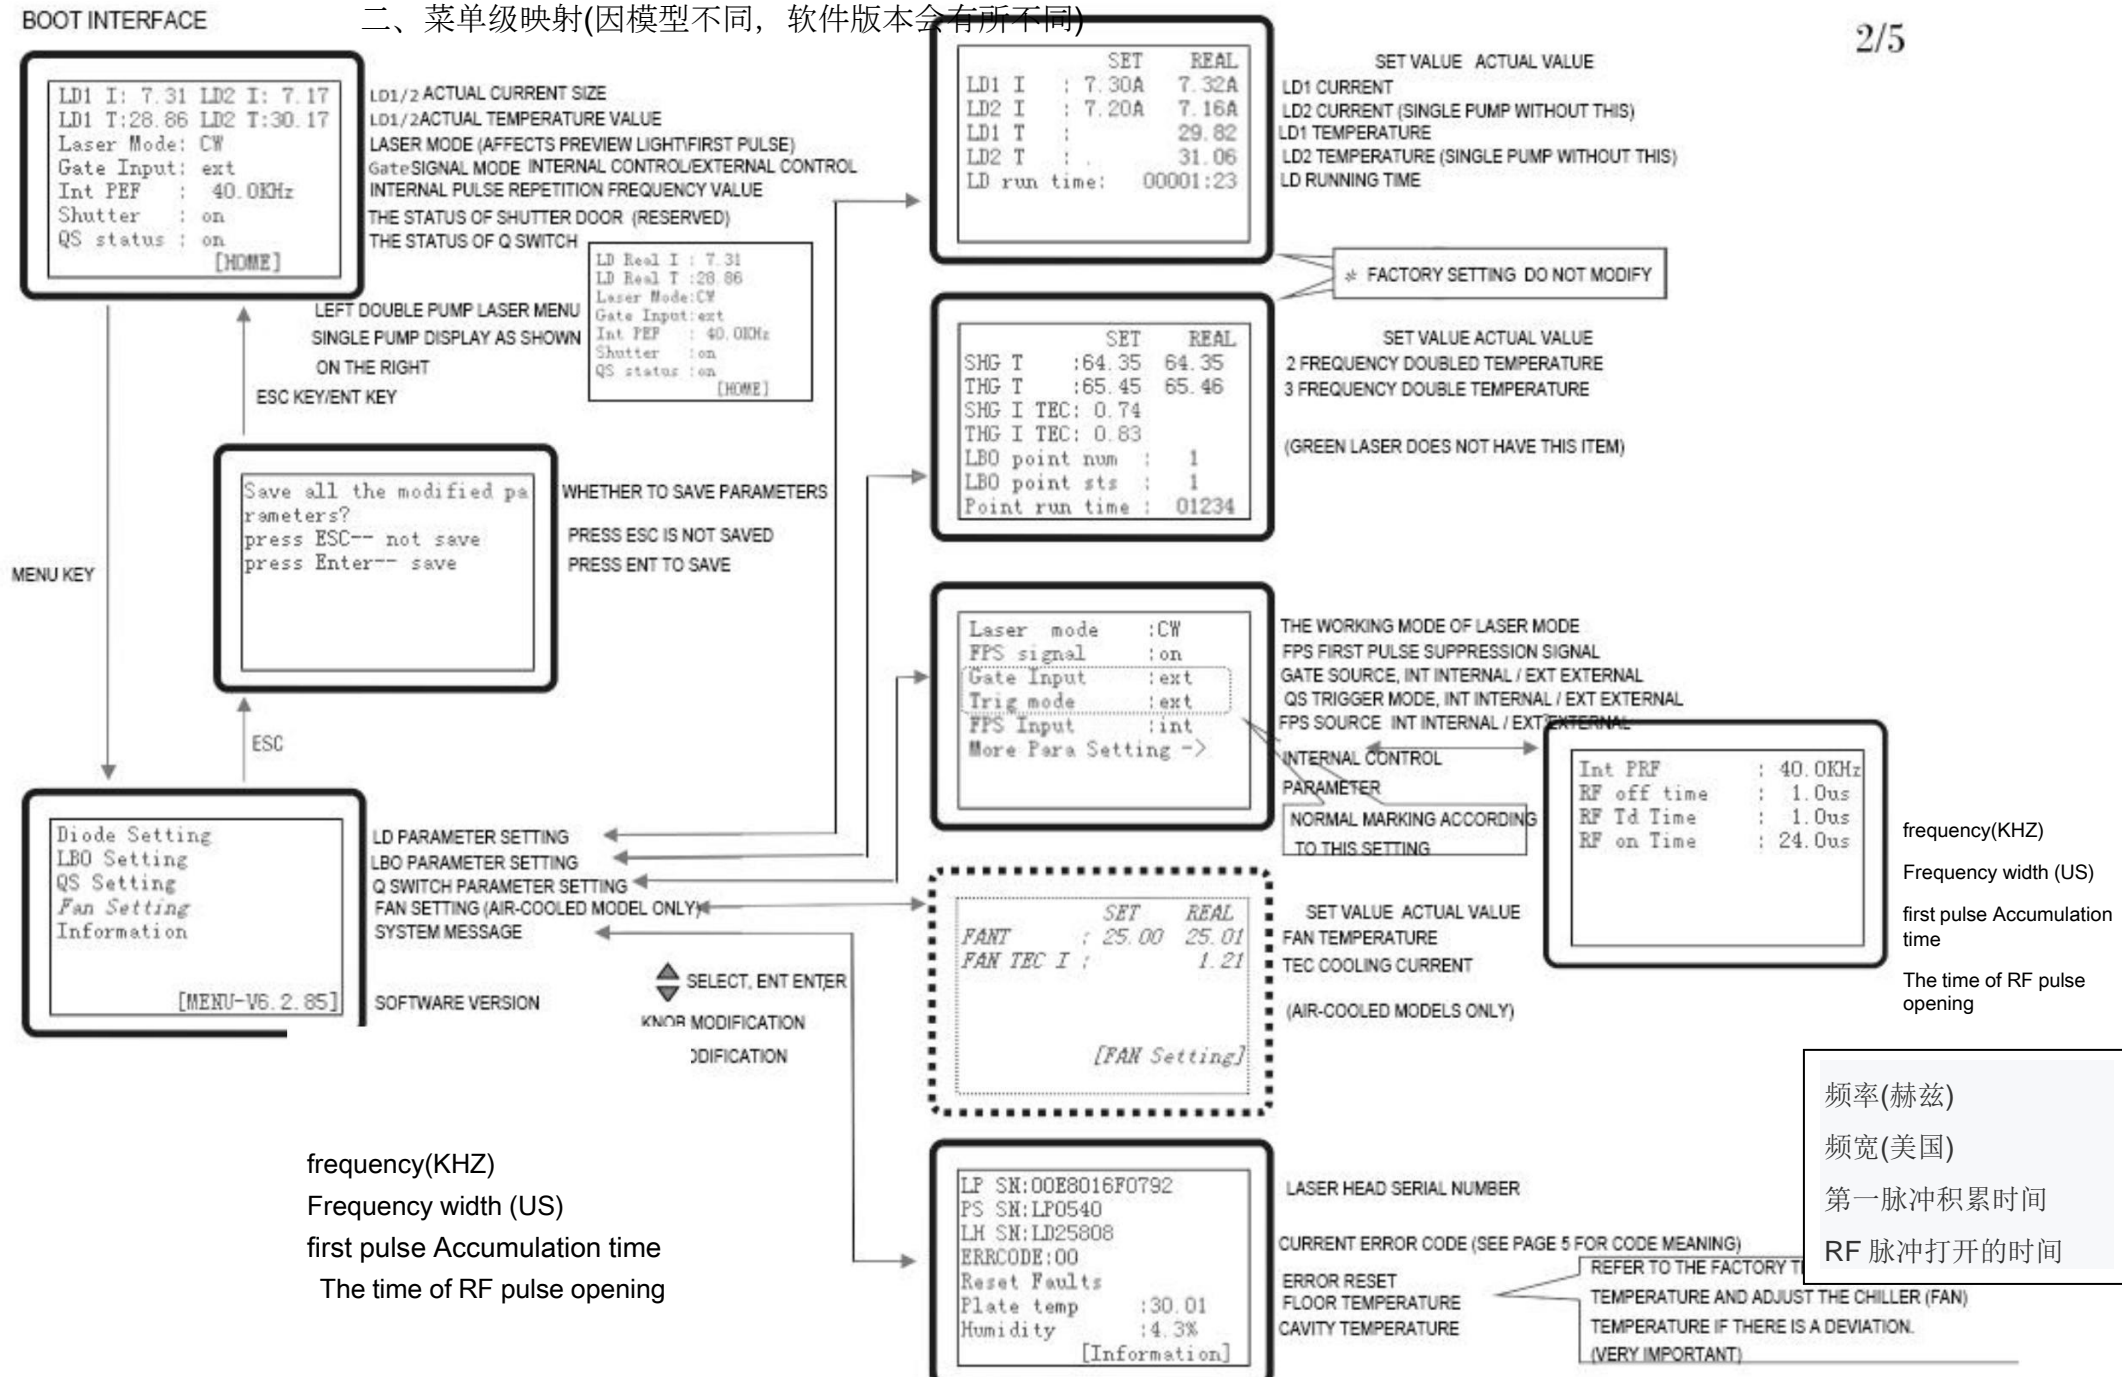 BOOT INTERFACE
二、菜单级映射(因模型不同，软件版本会有所不同)
2/5
LD1 I: 7.31 LD2 I: 7.17
LD1 T:28.86 LD2 T:30.17
Laser Mode: CW
Gate Input: ext
Int PEF : 40.0KHz
Shutter : on
QS status : on
[HOME]
LD1/2 ACTUAL CURRENT SIZE
LD1/2ACTUAL TEMPERATURE VALUE
LASER MODE (AFFECTS PREVIEW LIGHT\FIRST PULSE)
Gate SIGNAL MODE INTERNAL CONTROL/EXTERNAL CONTROL
INTERNAL PULSE REPETITION FREQUENCY VALUE
THE STATUS OF SHUTTER DOOR (RESERVED)
THE STATUS OF Q SWITCH
LD Real I : 7.31
LD Real T :28.86
Laser Mode:CW
Gate Input:ext
Int PEF : 40.0KHz
Shutter :on
QS status :on
[HOME]
LEFT DOUBLE PUMP LASER MENU
SINGLE PUMP DISPLAY AS SHOWN
ON THE RIGHT
ESC KEY/ENT KEY
Save all the modified pa
rameters?
press ESC-- not save
press Enter-- save
WHETHER TO SAVE PARAMETERS
PRESS ESC IS NOT SAVED
PRESS ENT TO SAVE
MENU KEY
ESC
Diode Setting
LBO Setting
QS Setting
Fan Setting
Information
[MENU-V6.2.85]
LD PARAMETER SETTING
LBO PARAMETER SETTING
Q SWITCH PARAMETER SETTING
FAN SETTING (AIR-COOLED MODEL ONLY)
SYSTEM MESSAGE
SOFTWARE VERSION
SELECT, ENT ENTER
KNOB MODIFICATION
ODIFICATION
SET REAL
LD1 I : 7.30A 7.32A
LD2 I : 7.20A 7.16A
LD1 T : 29.82
LD2 T : . 31.06
LD run time: 00001:23
SET VALUE ACTUAL VALUE
LD1 CURRENT
LD2 CURRENT (SINGLE PUMP WITHOUT THIS)
LD1 TEMPERATURE
LD2 TEMPERATURE (SINGLE PUMP WITHOUT THIS)
LD RUNNING TIME
* FACTORY SETTING DO NOT MODIFY
SET REAL
SHG T :64.35 64.35
THG T :65.45 65.46
SHG I TEC: 0.74
THG I TEC: 0.83
LBO point num : 1
LBO point sts : 1
Point run time : 01234
SET VALUE ACTUAL VALUE
2 FREQUENCY DOUBLED TEMPERATURE
3 FREQUENCY DOUBLE TEMPERATURE
(GREEN LASER DOES NOT HAVE THIS ITEM)
Laser mode :CW
FPS signal :on
Gate Input :ext
Trig mode :ext
FPS Input :int
More Para Setting ->
THE WORKING MODE OF LASER MODE
FPS FIRST PULSE SUPPRESSION SIGNAL
GATE SOURCE, INT INTERNAL / EXT EXTERNAL
QS TRIGGER MODE, INT INTERNAL / EXT EXTERNAL
FPS SOURCE INT INTERNAL / EXT EXTERNAL
INTERNAL CONTROL
PARAMETER
NORMAL MARKING ACCORDING
TO THIS SETTING
Int PRF : 40.0KHz
RF off time : 1.0us
RF Td Time : 1.0us
RF on Time : 24.0us
frequency(KHZ)
Frequency width (US)
first pulse Accumulation
time
The time of RF pulse
opening
SET REAL
FANT : 25.00 25.01
FAN TEC I : 1.21
[FAN Setting]
SET VALUE ACTUAL VALUE
FAN TEMPERATURE
TEC COOLING CURRENT
(AIR-COOLED MODELS ONLY)
LP SN:00E8016F0792
PS SN:LP0540
LH SN:LD25808
ERRCODE:00
Reset Faults
Plate temp :30.01
Humidity :4.3%
[Information]
LASER HEAD SERIAL NUMBER
CURRENT ERROR CODE (SEE PAGE 5 FOR CODE MEANING)
ERROR RESET
FLOOR TEMPERATURE
CAVITY TEMPERATURE
REFER TO THE FACTORY T
TEMPERATURE AND ADJUST THE CHILLER (FAN)
TEMPERATURE IF THERE IS A DEVIATION.
(VERY IMPORTANT)
频率(赫兹)
频宽(美国)
第一脉冲积累时间
RF 脉冲打开的时间
frequency(KHZ)
Frequency width (US)
first pulse Accumulation time
The time of RF pulse opening